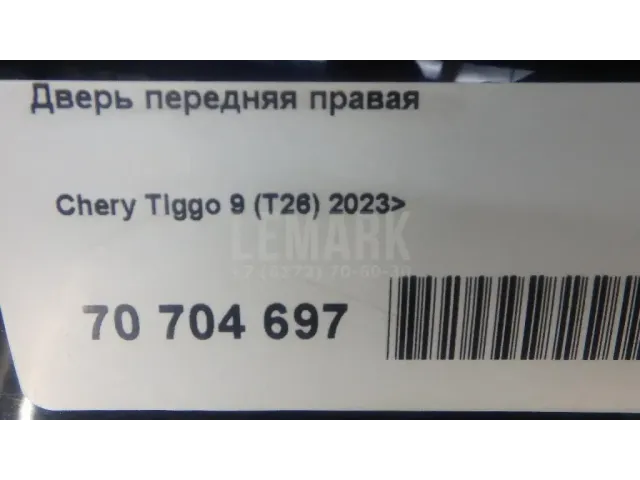 Дверь передняя правая
Chery Tiggo 9 (T26) 2023>
LEMARK
70 704 697